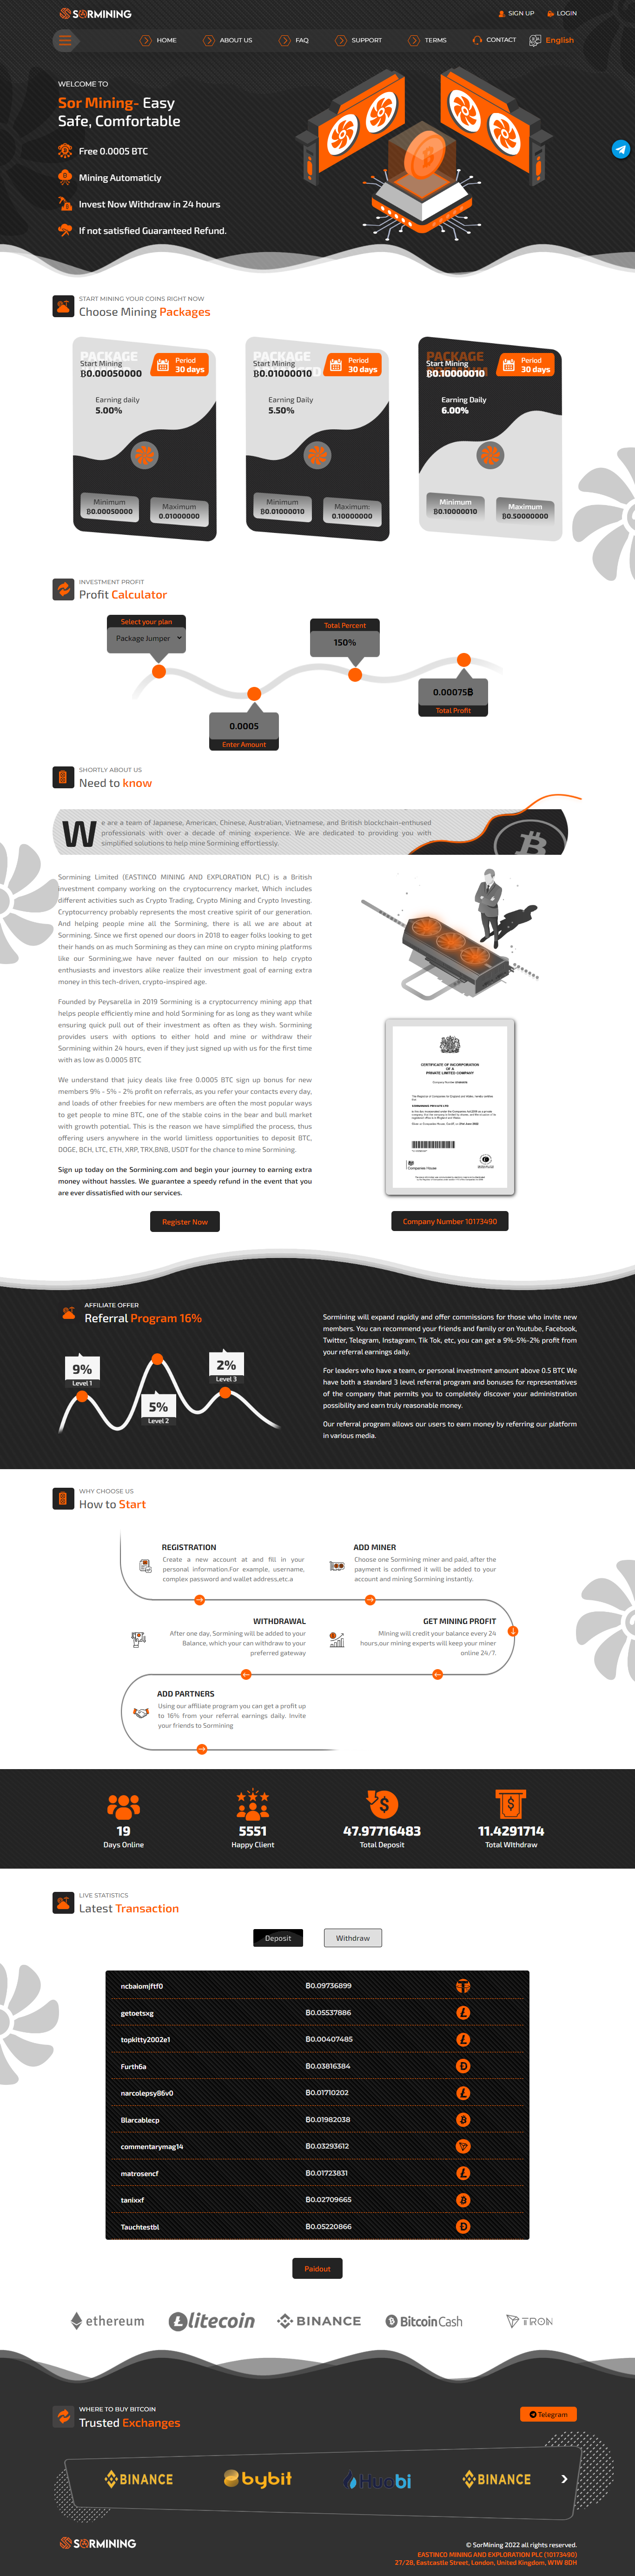 SORMINING
SIGN UP
LOGIN
HOME
ABOUT US
FAQ
SUPPORT
TERMS
CONTACT
English
WELCOME TO
Sor Mining- Easy
Safe, Comfortable
Free 0.0005 BTC
Mining Automaticly
Invest Now Withdraw in 24 hours
If not satisfied Guaranteed Refund.
START MINING YOUR COINS RIGHT NOW
Choose Mining Packages
PACKAGE
Start Mining
฿0.00050000
Period
30 days
Earning daily
5.00%
Minimum
฿0.00050000
Maximum
0.01000000
PACKAGE
Start Mining
฿0.01000010
Period
30 days
Earning Daily
5.50%
Minimum
฿0.01000010
Maximum:
0.10000000
PACKAGE
Start Mining
฿0.10000010
Period
30 days
Earning Daily
6.00%
Minimum
฿0.10000010
Maximum
฿0.50000000
INVESTMENT PROFIT
Profit Calculator
Select your plan
Package Jumper
Total Percent
150%
0.0005
Enter Amount
0.00075฿
Total Profit
SHORTLY ABOUT US
Need to know
We are a team of Japanese, American, Chinese, Australian, Vietnamese, and British blockchain-enthused
professionals with over a decade of mining experience. We are dedicated to providing you with
simplified solutions to help mine Sormining effortlessly.
Sormining Limited (EASTINCO MINING AND EXPLORATION PLC) is a British
investment company working on the cryptocurrency market, Which includes
different activities such as Crypto Trading, Crypto Mining and Crypto Investing.
Cryptocurrency probably represents the most creative spirit of our generation.
And helping people mine all the Sormining, there is all we are about at
Sormining. Since we first opened our doors in 2018 to eager folks looking to get
their hands on as much Sormining as they can mine on crypto mining platforms
like our Sormining,we have never faulted on our mission to help crypto
enthusiasts and investors alike realize their investment goal of earning extra
money in this tech-driven, crypto-inspired age.
Founded by Peysarella in 2019 Sormining is a cryptocurrency mining app that
helps people efficiently mine and hold Sormining for as long as they want while
ensuring quick pull out of their investment as often as they wish. Sormining
provides users with options to either hold and mine or withdraw their
Sormining within 24 hours, even if they just signed up with us for the first time
with as low as 0.0005 BTC
We understand that juicy deals like free 0.0005 BTC sign up bonus for new
members 9% - 5% - 2% profit on referrals, as you refer your contacts every day,
and loads of other freebies for new members are often the most popular ways
to get people to mine BTC, one of the stable coins in the bear and bull market
with growth potential. This is the reason we have simplified the process, thus
offering users anywhere in the world limitless opportunities to deposit BTC,
DOGE, BCH, LTC, ETH, XRP, TRX,BNB, USDT for the chance to mine Sormining.
Sign up today on the Sormining.com and begin your journey to earning extra
money without hassles. We guarantee a speedy refund in the event that you
are ever dissatisfied with our services.
Register Now
CERTIFICATE OF INCORPORATION
OF A
PRIVATE LIMITED COMPANY
Companies House
Company Number 10173490
AFFILIATE OFFER
Referral Program 16%
9%
Level 1
5%
Level 2
2%
Level 3
Sormining will expand rapidly and offer commissions for those who invite new
members. You can recommend your friends and family or on Youtube, Facebook,
Twitter, Telegram, Instagram, Tik Tok, etc, you can get a 9%-5%-2% profit from
your referral earnings daily.
For leaders who have a team, or personal investment amount above 0.5 BTC We
have both a standard 3 level referral program and bonuses for representatives
of the company that permits you to completely discover your administration
possibility and earn truly reasonable money.
Our referral program allows our users to earn money by referring our platform
in various media.
WHY CHOOSE US
How to Start
REGISTRATION
Create a new account at and fill in your
personal information.For example, username,
complex password and wallet address,etc.a
ADD MINER
Choose one Sormining miner and paid, after the
payment is confirmed it will be added to your
account and mining Sormining instantly.
WITHDRAWAL
After one day, Sormining will be added to your
Balance, which your can withdraw to your
preferred gateway
GET MINING PROFIT
Mining will credit your balance every 24
hours,our mining experts will keep your miner
online 24/7.
ADD PARTNERS
Using our affiliate program you can get a profit up
to 16% from your referral earnings daily. Invite
your friends to Sormining
19
Days Online
5551
Happy Client
47.97716483
Total Deposit
11.4291714
Total Withdraw
LIVE STATISTICS
Latest Transaction
Deposit
Withdraw
ncbaiomjftf0
฿0.09736899
getoetsxg
฿0.05537886
topkitty2002e1
฿0.00407485
Furth6a
฿0.03816384
narcolepsy86v0
฿0.01710202
Blarcablecp
฿0.01982038
commentarymag14
฿0.03293612
matrosencf
฿0.01723831
tanixxf
฿0.02709665
Tauchtestbl
฿0.05220866
Paidout
ethereum
litecoin
BINANCE
BitcoinCash
TRON
WHERE TO BUY BITCOIN
Trusted Exchanges
Telegram
BINANCE
bybit
Huobi
BINANCE
SORMINING
© SorMining 2022 all rights reserved.
EASTINCO MINING AND EXPLORATION PLC (10173490)
27/28, Eastcastle Street, London, United Kingdom, W1W 8DH